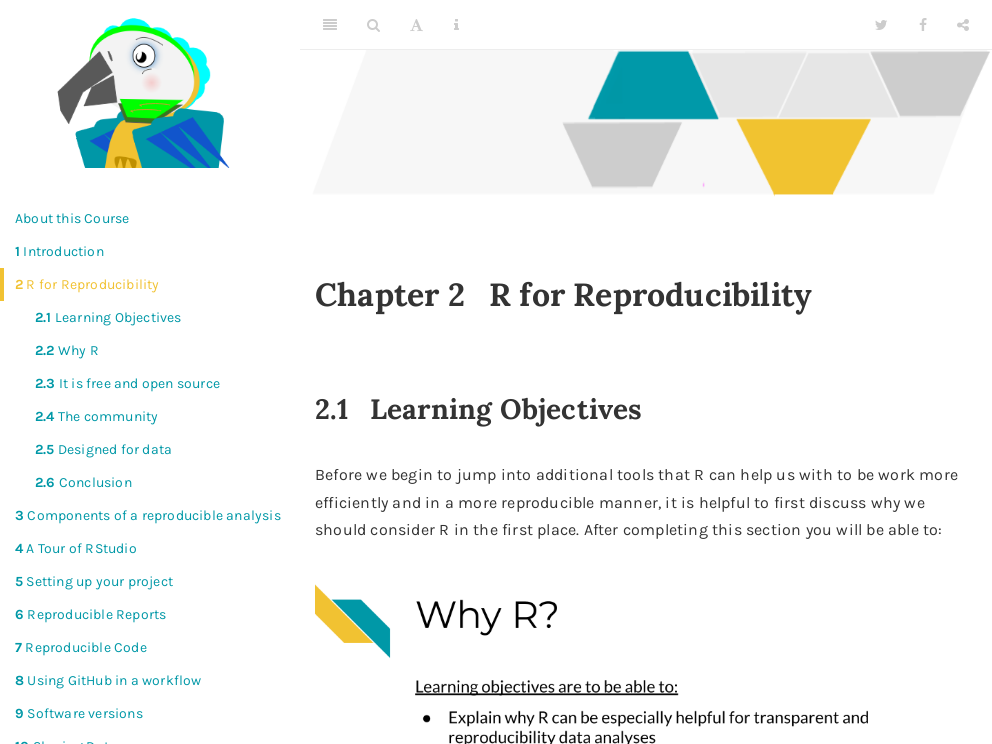 About this Course
1 Introduction
2 R for Reproducibility
2.1 Learning Objectives
2.2 Why R
2.3 It is free and open source
2.4 The community
2.5 Designed for data
2.6 Conclusion
3 Components of a reproducible analysis
4 A Tour of RStudio
5 Setting up your project
6 Reproducible Reports
7 Reproducible Code
8 Using GitHub in a workflow
9 Software versions
Chapter 2 R for Reproducibility
2.1 Learning Objectives
Before we begin to jump into additional tools that R can help us with to be work more
efficiently and in a more reproducible manner, it is helpful to first discuss why we
should consider R in the first place. After completing this section you will be able to:
Why R?
Learning objectives are to be able to:
● Explain why R can be especially helpful for transparent and
reproducibility data analyses